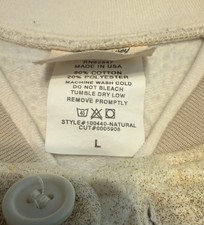 MADE IN USA
80% COTTON
20% POLYESTER
MACHINE WASH COLD
DO NOT BLEACH
TUMBLE DRY LOW
REMOVE PROMPTLY
STYLE#100440-NATURAL
CUT#0005808
L